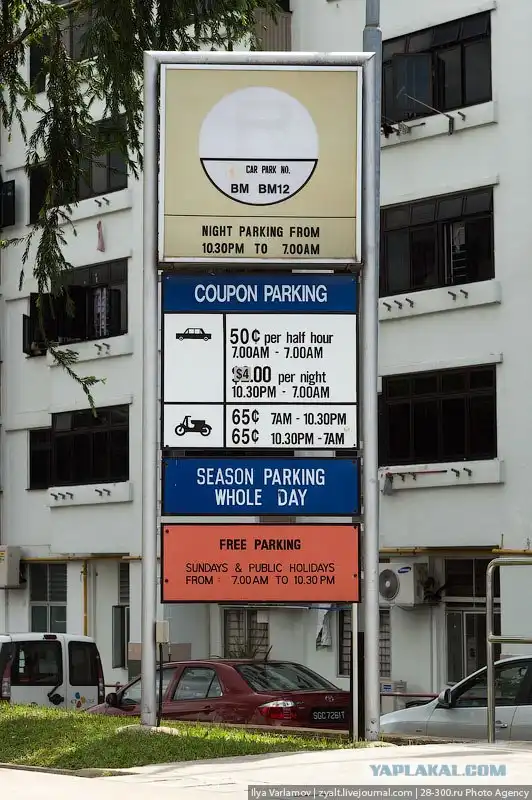 CAR PARK NO.
BM BM12
NIGHT PARKING FROM
10.30PM TO 7.00AM
COUPON PARKING
50¢ per half hour
7.00AM - 7.00AM
$4.00 per night
10.30PM - 7.00AM
65¢ 7AM - 10.30PM
65¢ 10.30PM - 7AM
SEASON PARKING
WHOLE DAY
FREE PARKING
SUNDAYS & PUBLIC HOLIDAYS
FROM : 7.00AM TO 10.30PM
SGC7261T
YAPLAKAL.COM
Ilya Varlamov | zyalt.livejournal.com | 28-300.ru Photo Agency